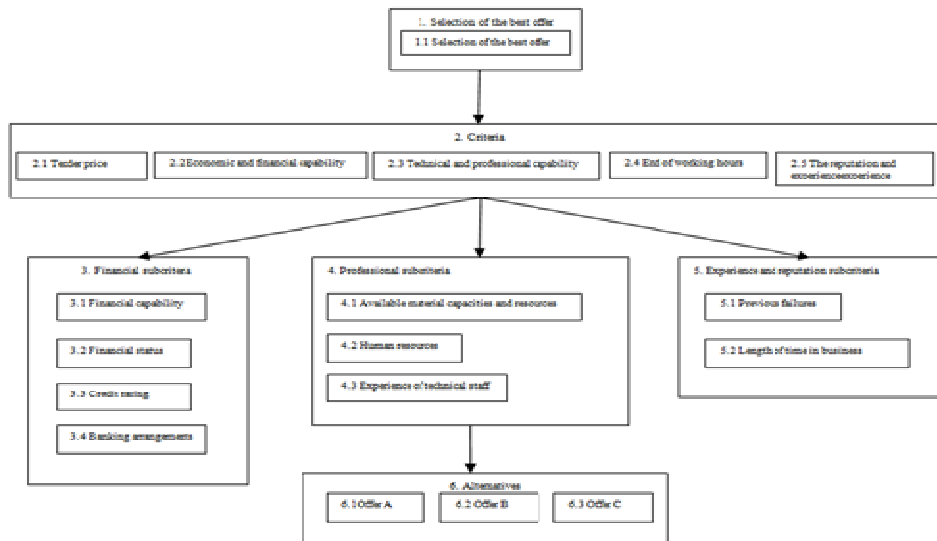 1. Selection of the best offer
1.1 Selection of the best offer
2. Criteria
2.1 Tender price
2.2Economic and financial capability
2.3 Technical and professional capability
2.4 End of working hours
2.5 The reputation and
experienceexperience
3. Financial subcriteria
3.1 Financial capability
3.2 Financial status
3.3 Credit rating
3.4 Banking arrangements
4. Professional subcriteria
4.1 Available material capacities and resources
4.2 Human resources
4.3 Experience of technical staff
5. Experience and reputation subcriteria
5.1 Previous failures
5.2 Length of time in business
6. Alternatives
6.1Offer A
6.2 Offer B
6.3 Offer C